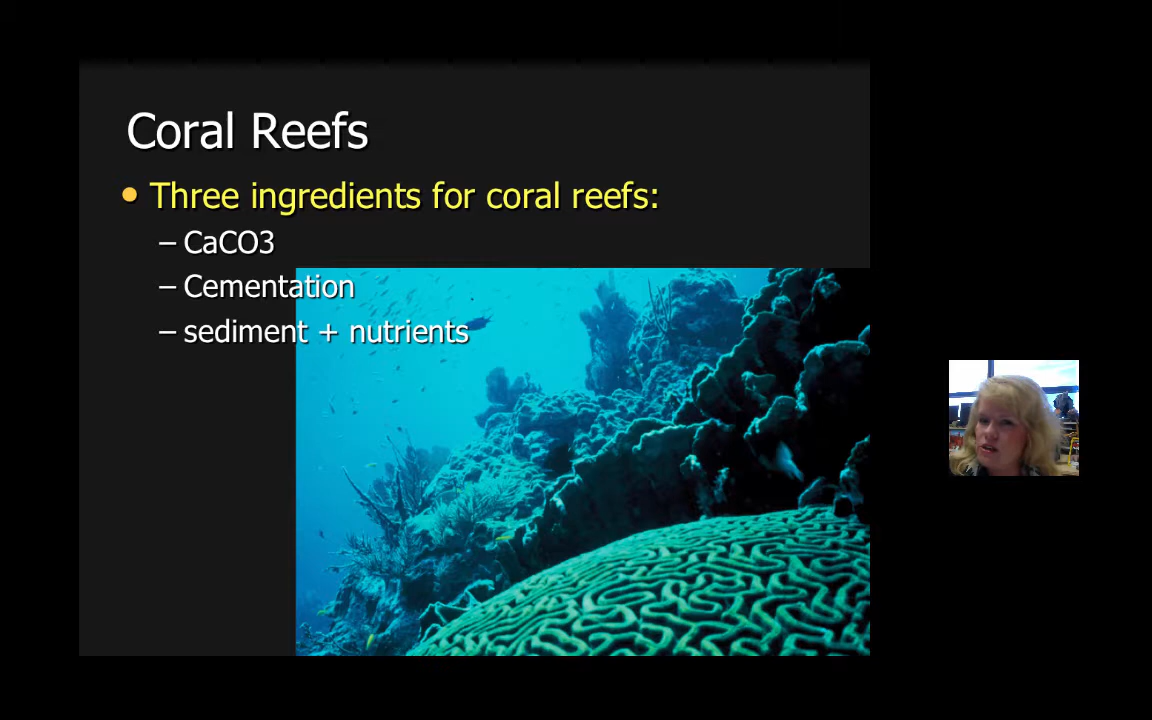 Coral Reefs
• Three ingredients for coral reefs:
– CaCO3
– Cementation
– sediment + nutrients